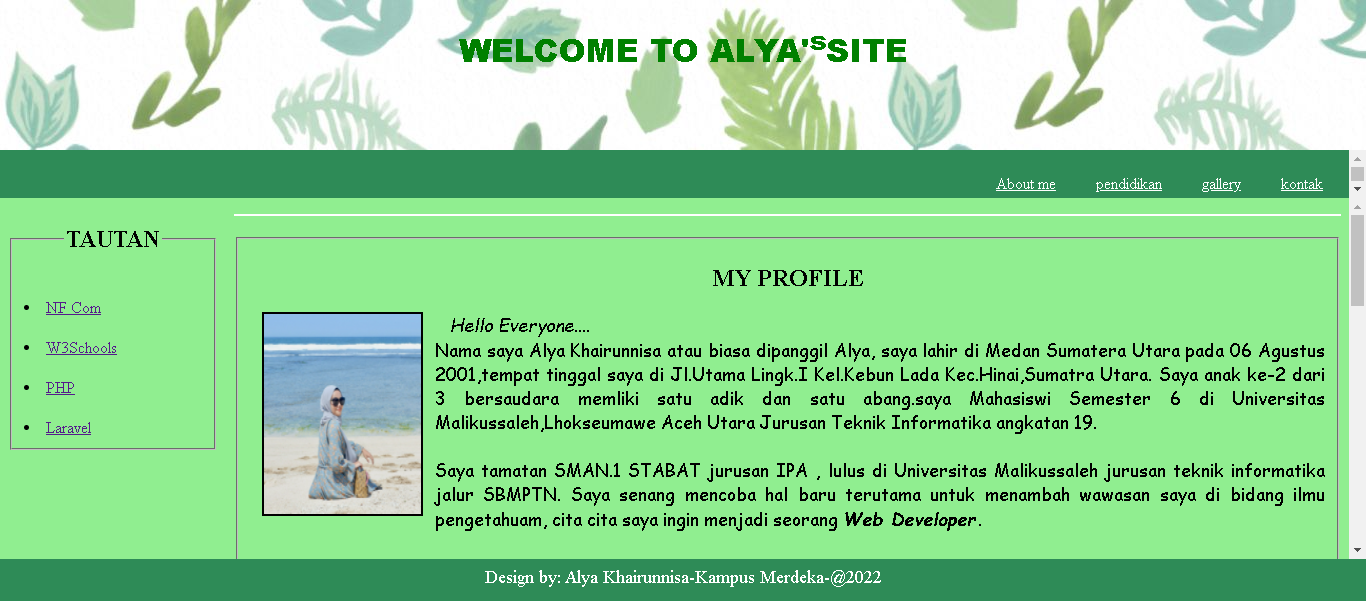 WELCOME TO ALYA'sSITE
About me pendidikan gallery kontak
TAUTAN
NF Com
W3Schools
PHP
Laravel
MY PROFILE
Hello Everyone....
Nama saya Alya Khairunnisa atau biasa dipanggil Alya, saya lahir di Medan Sumatera Utara pada 06 Agustus
2001,tempat tinggal saya di Jl.Utama Lingk.I Kel.Kebun Lada Kec.Hinai,Sumatra Utara. Saya anak ke-2 dari
3 bersaudara memliki satu adik dan satu abang.saya Mahasiswi Semester 6 di Universitas
Malikussaleh,Lhokseumawe Aceh Utara Jurusan Teknik Informatika angkatan 19.
Saya tamatan SMAN.1 STABAT jurusan IPA , lulus di Universitas Malikussaleh jurusan teknik informatika
jalur SBMPTN. Saya senang mencoba hal baru terutama untuk menambah wawasan saya di bidang ilmu
pengetahuam, cita cita saya ingin menjadi seorang Web Developer.
Design by: Alya Khairunnisa-Kampus Merdeka-@2022